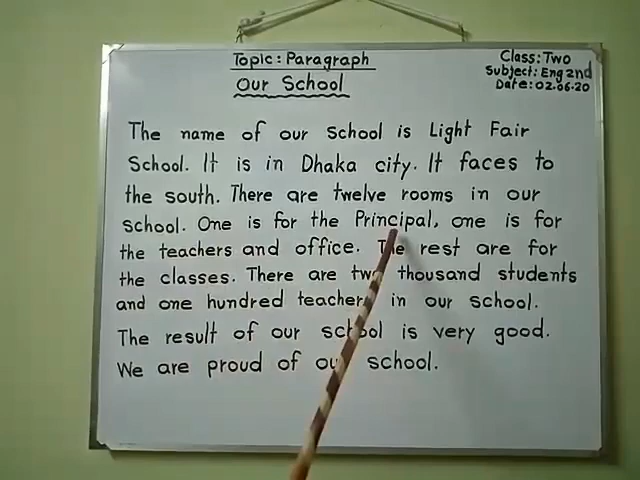 Topic: Paragraph
Our School
Class: Two
Subject: Eng 2nd
Date: 02.06.20
The name of our school is Light Fair
School. It is in Dhaka city. It faces to
the south. There are twelve rooms in our
school. One is for the Principal, one is for
the teachers and office. The rest are for
the classes. There are two thousand students
and one hundred teachers in our school.
The result of our school is very good.
We are proud of our school.